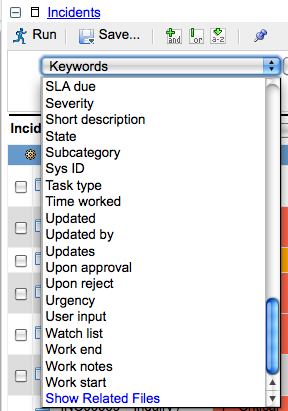 Incidents
Run Save... and or a-z
Keywords
SLA due
Severity
Short description
State
Subcategory
Sys ID
Task type
Time worked
Updated
Updated by
Updates
Upon approval
Upon reject
Urgency
User input
Watch list
Work end
Work notes
Work start
Show Related Files
Incid